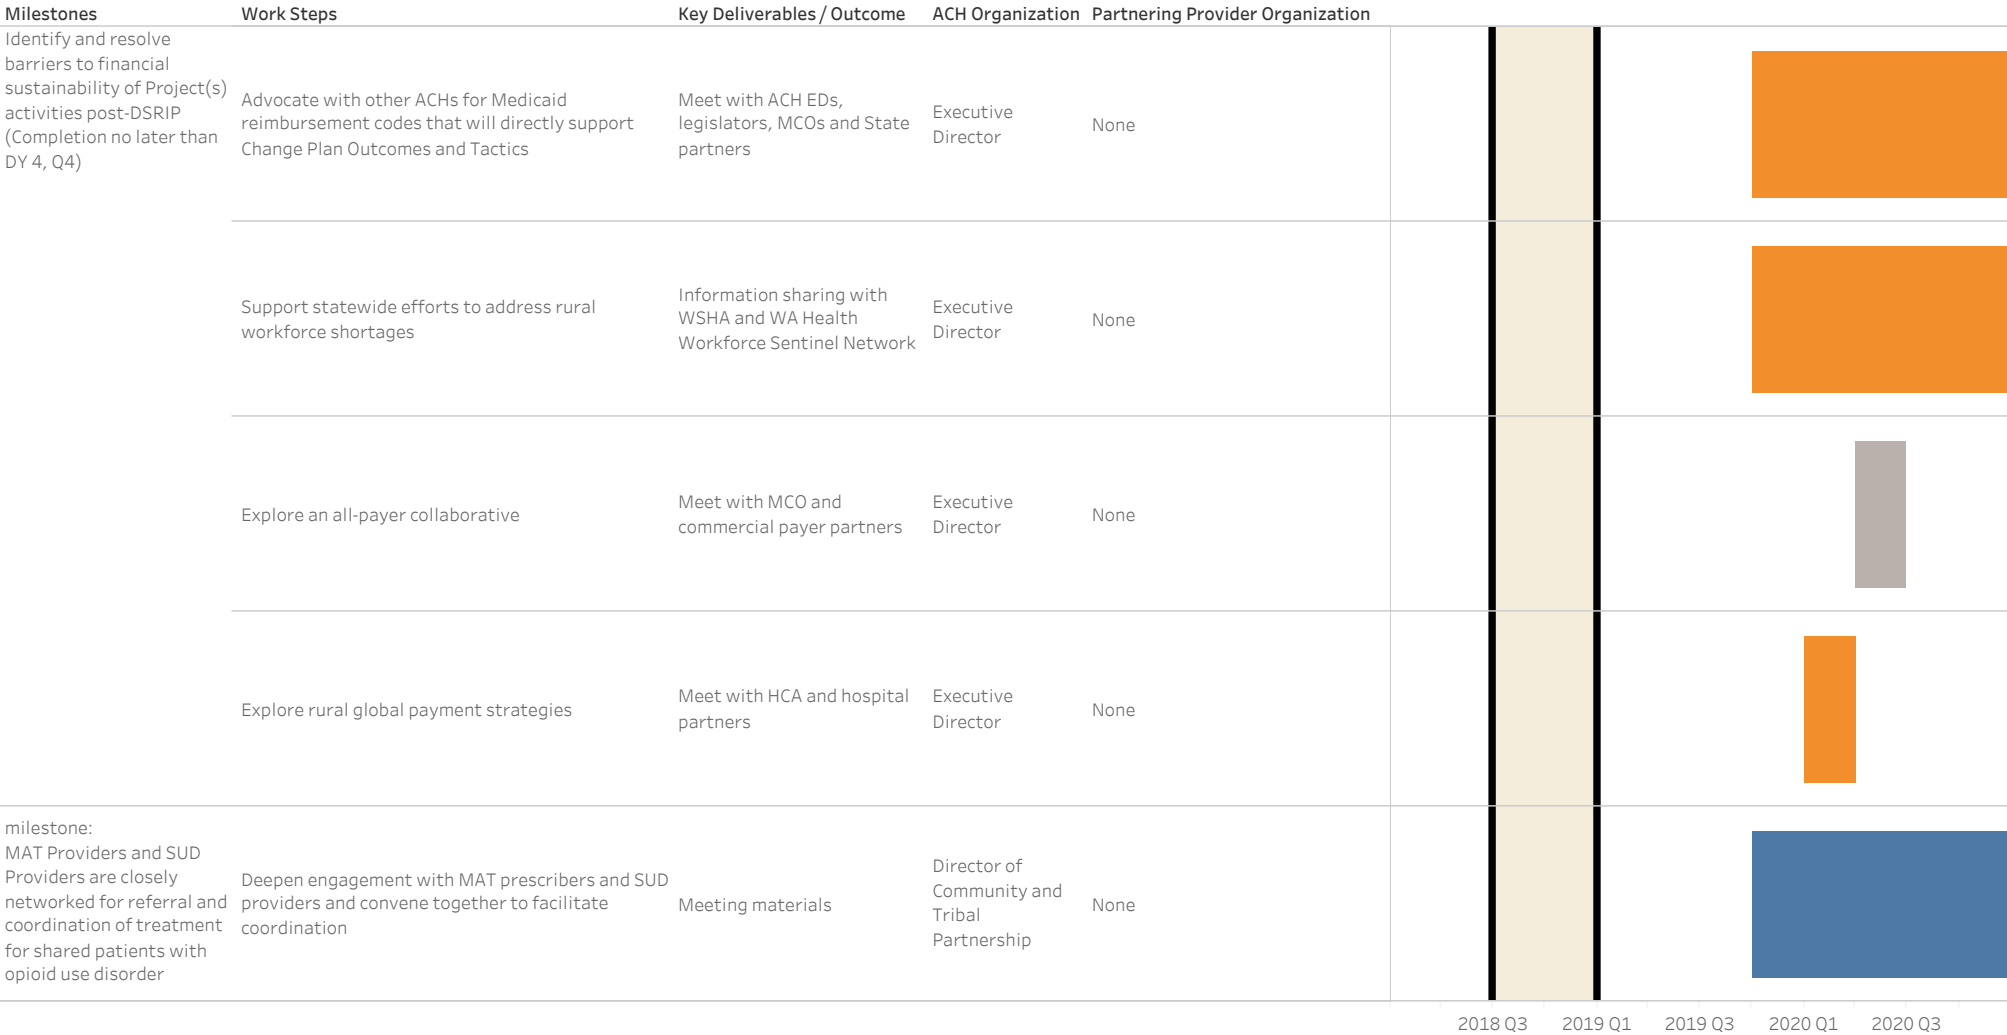 Milestones Work Steps Key Deliverables / Outcome ACH Organization Partnering Provider Organization
Identify and resolve
barriers to financial
sustainability of Project(s)
activities post-DSRIP
(Completion no later than
DY 4, Q4)
Advocate with other ACHs for Medicaid
reimbursement codes that will directly support
Change Plan Outcomes and Tactics
Meet with ACH EDs,
legislators, MCOs and State
partners
Executive
Director
None
Support statewide efforts to address rural
workforce shortages
Information sharing with
WSHA and WA Health
Workforce Sentinel Network
Executive
Director
None
Explore an all-payer collaborative
Meet with MCO and
commercial payer partners
Executive
Director
None
Explore rural global payment strategies
Meet with HCA and hospital
partners
Executive
Director
None
milestone:
MAT Providers and SUD
Providers are closely
networked for referral and
coordination of treatment
for shared patients with
opioid use disorder
Deepen engagement with MAT prescribers and SUD
providers and convene together to facilitate
coordination
Meeting materials
Director of
Community and
Tribal
Partnership
None
2018 Q3 2019 Q1 2019 Q3 2020 Q1 2020 Q3